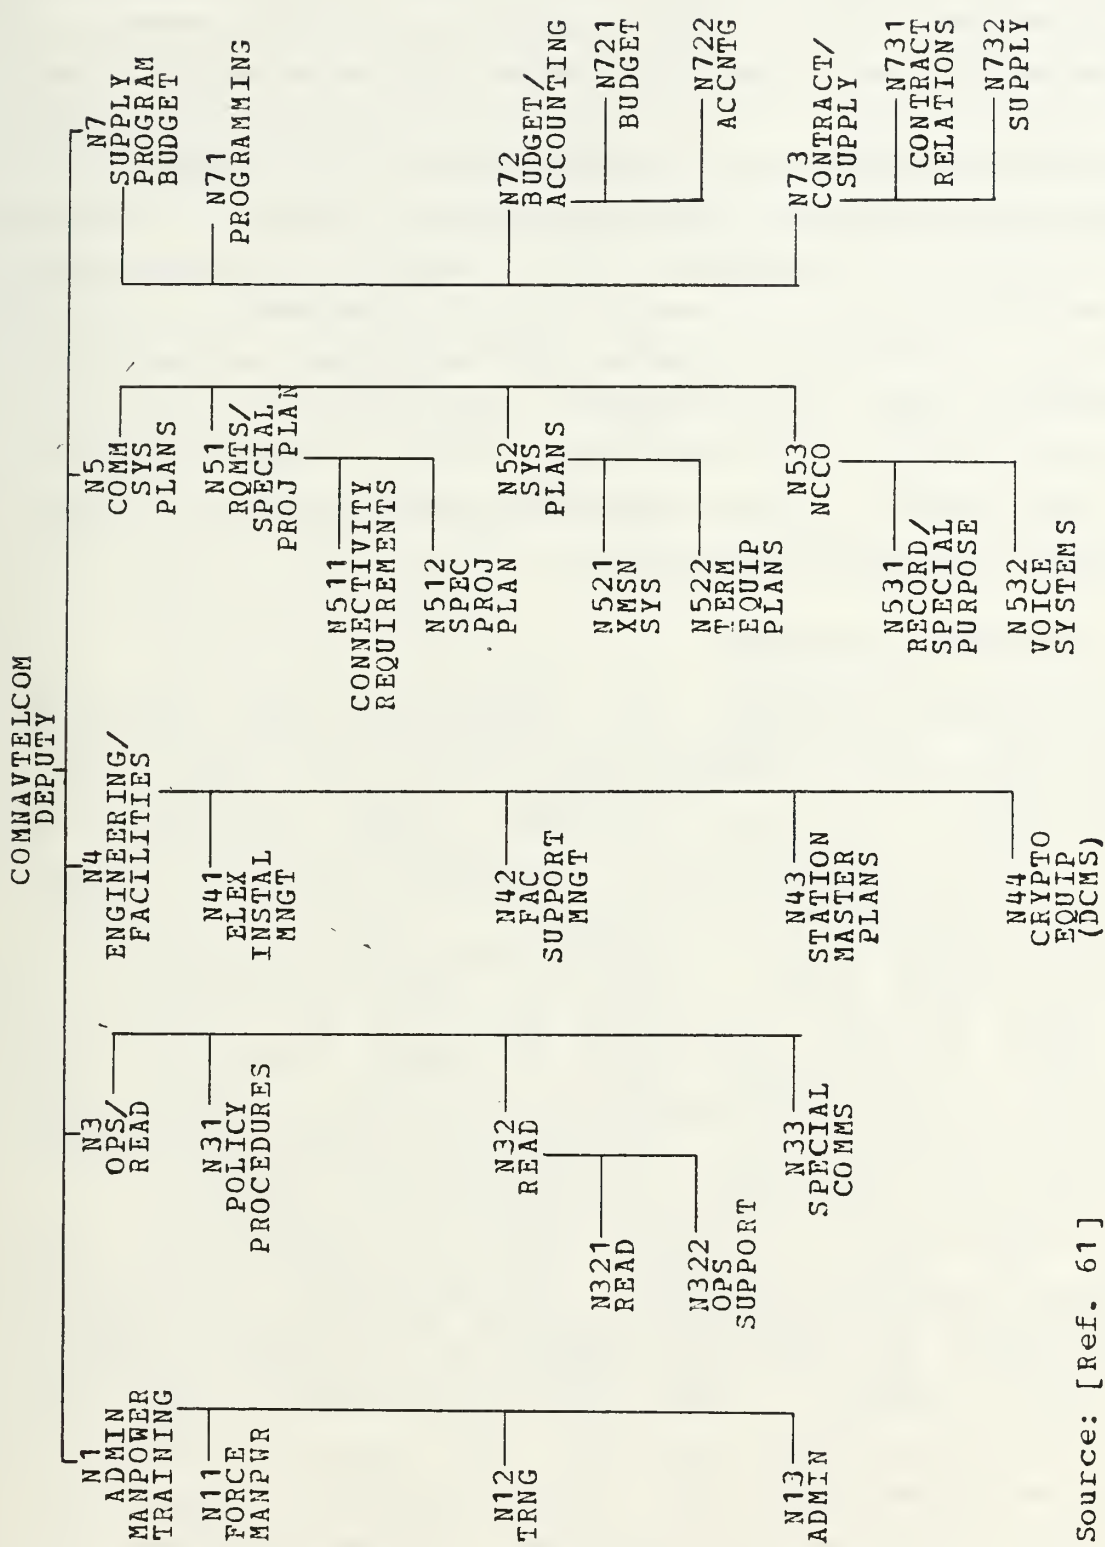 COMNAVTELCOM
DEPUTY
N1
ADMIN
MANPOWER
TRAINING
N11
FORCE
MANPWR
N12
TRNG
N13
ADMIN
N3
OPS/
READ
N31
POLICY
PROCEDURES
N32
READ
N321
READ
N322
OPS
SUPPORT
N33
SPECIAL
COMMS
N4
ENGINEERING/
FACILITIES
N41
ELEX
INSTAL
MNGT
N42
FAC
SUPPORT
MNGT
N43
STATION
MASTER
PLANS
N44
CRYPTO
EQUIP
(DCMS)
N5
COMM
SYS
PLANS
N51
RQMTS/
SPECIAL
PROJ PLAN
N511
CONNECTIVITY
REQUIREMENTS
N512
SPEC
PROJ
PLAN
N52
SYS
PLANS
N521
XMSN
SYS
N522
TERM
EQUIP
PLANS
N53
NCCO
N531
RECORD/
SPECIAL
PURPOSE
N532
VOICE
SYSTEMS
N7
SUPPLY
PROGRAM
BUDGET
N71
PROGRAMMING
N72
BUDGET/
ACCOUNTING
N721
BUDGET
N722
ACCNTG
N73
CONTRACT/
SUPPLY
N731
CONTRACT
RELATIONS
N732
SUPPLY
Source: [Ref. 61]